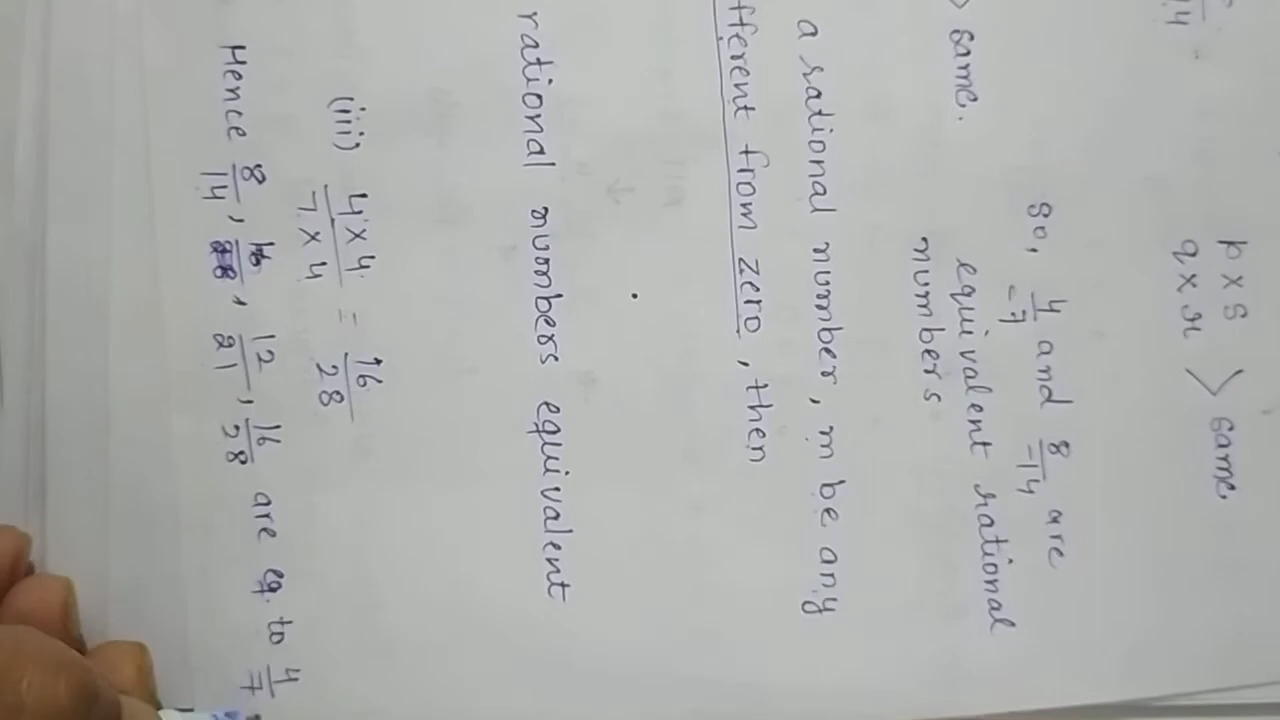 14
p×s
q×r > same
> same.
so, 4/-7 and 8/-14 are
equivalent rational
numbers
a rational number, m be any
fferent from zero, then
rational numbers equivalent
(iii) 4×4/7×4 = 16/28
Hence 8/14, 12/21, 16/28 are eq. to 4/7